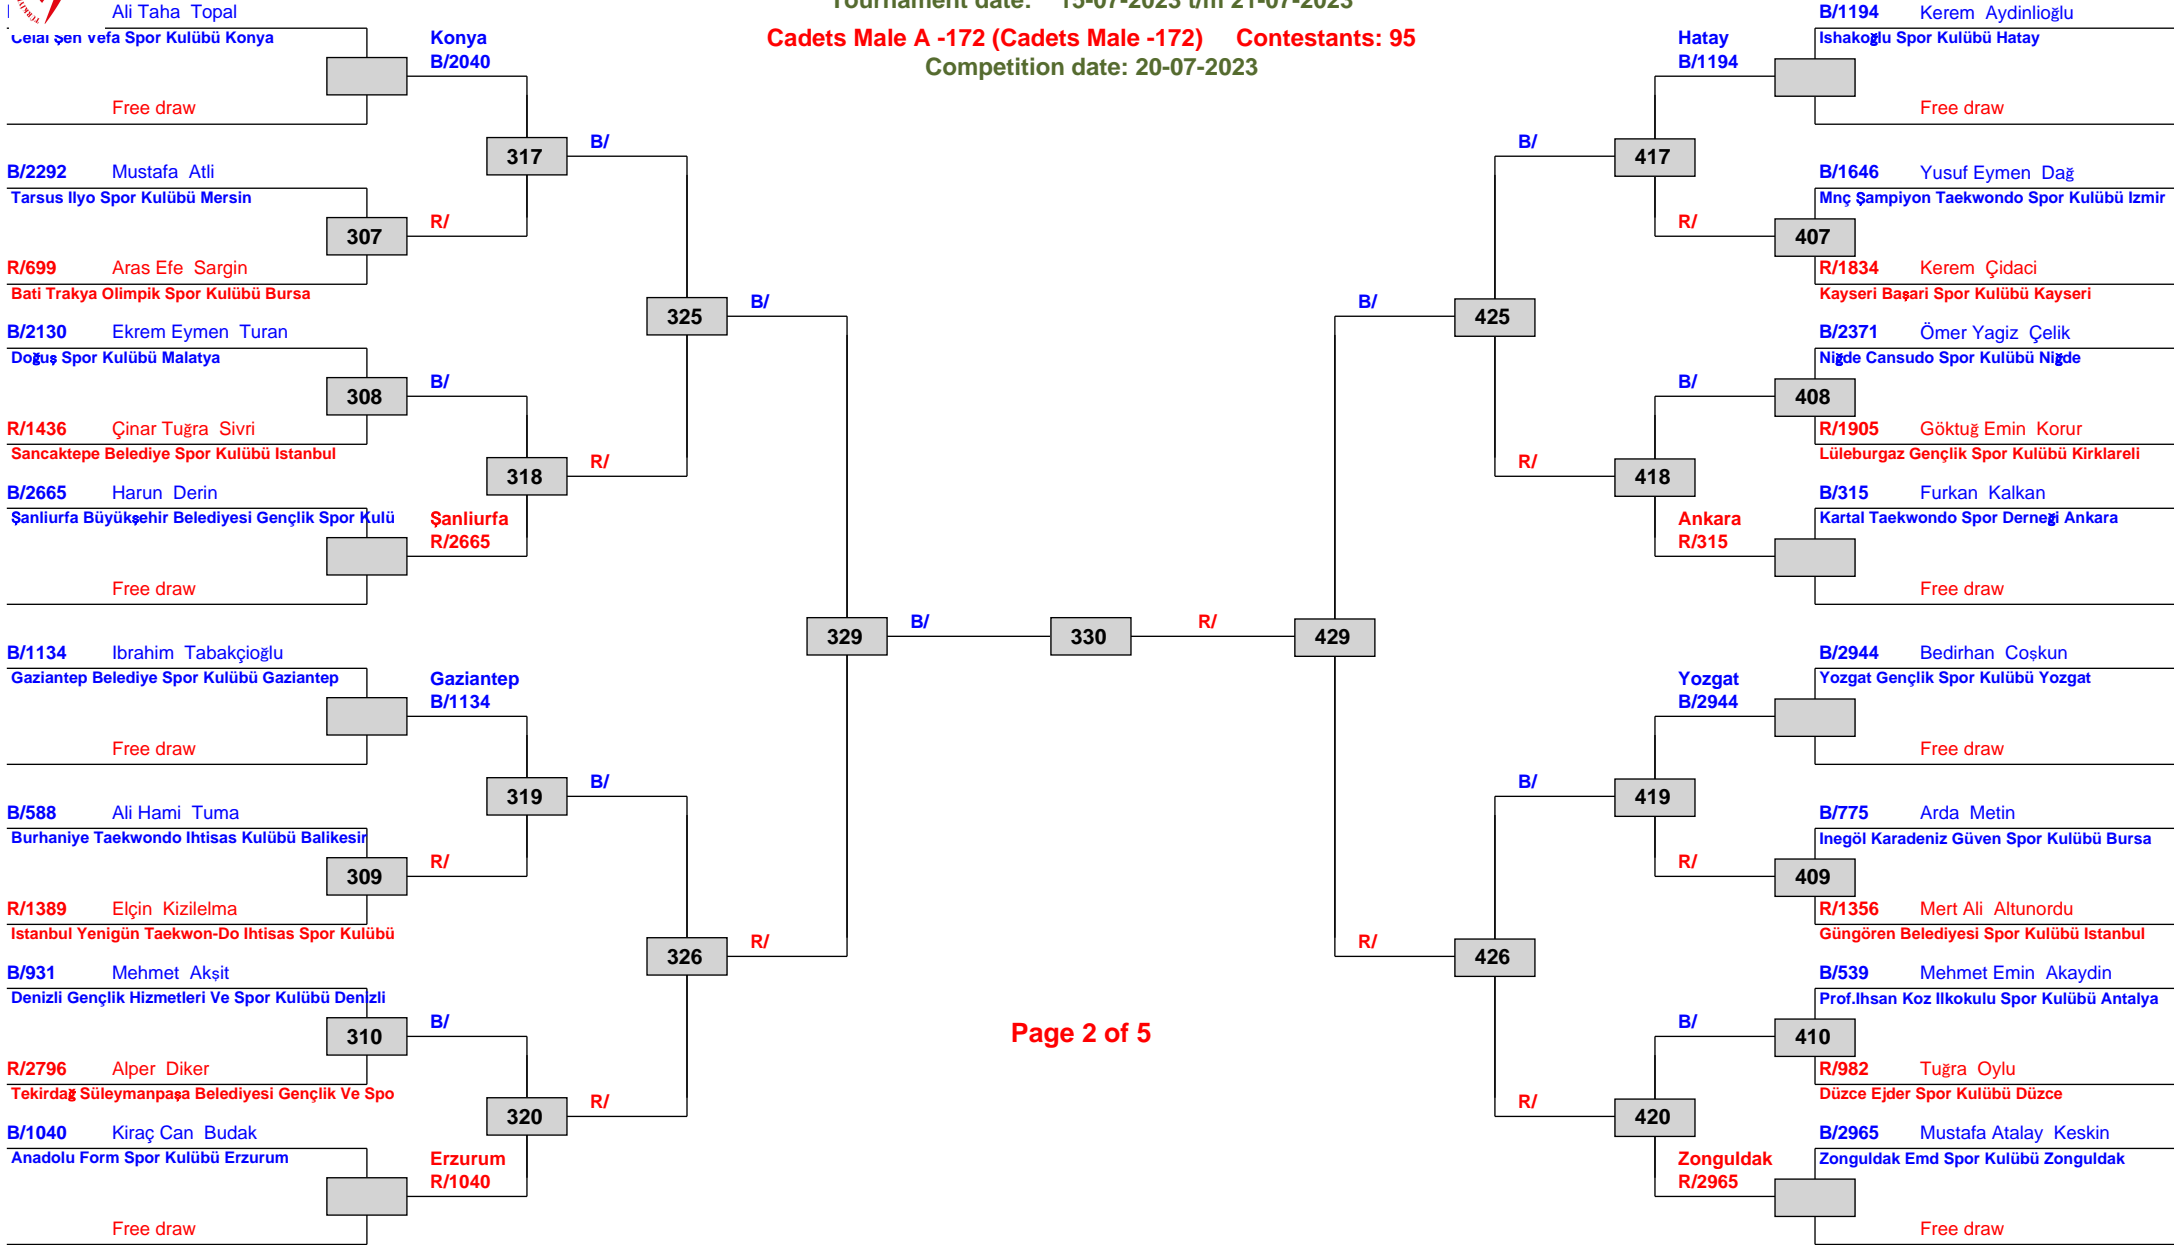 Tournament date: 15-07-2023 t/m 21-07-2023
Cadets Male A -172 (Cadets Male -172) Contestants: 95
Competition date: 20-07-2023
Ali Taha Topal
Celal Şen Vefa Spor Kulübü Konya
Free draw
Konya
B/2040
B/2292 Mustafa Atli
Tarsus Ilyo Spor Kulübü Mersin
307
R/699 Aras Efe Sargin
Bati Trakya Olimpik Spor Kulübü Bursa
R/
317
B/
B/2130 Ekrem Eymen Turan
Doğuş Spor Kulübü Malatya
308
R/1436 Çinar Tuğra Sivri
Sancaktepe Belediye Spor Kulübü Istanbul
B/
318
R/
B/2665 Harun Derin
Şanliurfa Büyükşehir Belediyesi Gençlik Spor Kulü
Free draw
Şanliurfa
R/2665
325
B/
B/1134 Ibrahim Tabakçioğlu
Gaziantep Belediye Spor Kulübü Gaziantep
Free draw
Gaziantep
B/1134
B/588 Ali Hami Tuma
Burhaniye Taekwondo Ihtisas Kulübü Balikesir
309
R/1389 Elçin Kizilelma
Istanbul Yenigün Taekwon-Do Ihtisas Spor Kulübü
R/
319
B/
B/931 Mehmet Akşit
Denizli Gençlik Hizmetleri Ve Spor Kulübü Denizli
310
R/2796 Alper Diker
Tekirdağ Süleymanpaşa Belediyesi Gençlik Ve Spo
B/
320
R/
B/1040 Kiraç Can Budak
Anadolu Form Spor Kulübü Erzurum
Free draw
Erzurum
R/1040
326
R/
329
B/
330
R/
429
Page 2 of 5
B/1194 Kerem Aydinlioğlu
Ishakoğlu Spor Kulübü Hatay
Free draw
Hatay
B/1194
B/1646 Yusuf Eymen Dağ
Mnç Şampiyon Taekwondo Spor Kulübü Izmir
407
R/1834 Kerem Çidaci
Kayseri Başari Spor Kulübü Kayseri
R/
417
B/
B/2371 Ömer Yagiz Çelik
Niğde Cansudo Spor Kulübü Niğde
408
R/1905 Göktuğ Emin Korur
Lüleburgaz Gençlik Spor Kulübü Kirklareli
B/
418
R/
B/315 Furkan Kalkan
Kartal Taekwondo Spor Derneği Ankara
Free draw
Ankara
R/315
425
B/
B/2944 Bedirhan Coşkun
Yozgat Gençlik Spor Kulübü Yozgat
Free draw
Yozgat
B/2944
B/775 Arda Metin
Inegöl Karadeniz Güven Spor Kulübü Bursa
409
R/1356 Mert Ali Altunordu
Güngören Belediyesi Spor Kulübü Istanbul
R/
419
B/
B/539 Mehmet Emin Akaydin
Prof.Ihsan Koz Ilkokulu Spor Kulübü Antalya
410
R/982 Tuğra Oylu
Düzce Ejder Spor Kulübü Düzce
B/
420
R/
B/2965 Mustafa Atalay Keskin
Zonguldak Emd Spor Kulübü Zonguldak
Free draw
Zonguldak
R/2965
426
R/